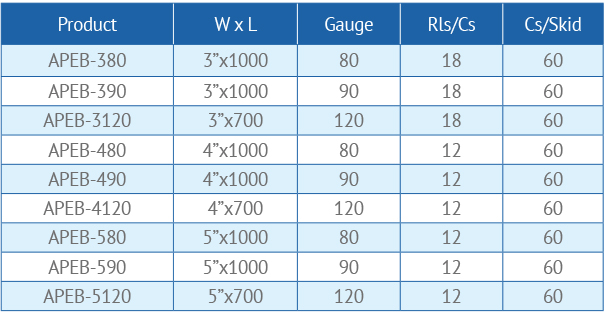 Product W x L Gauge Rls/Cs Cs/Skid
APEB-380 3”x1000 80 18 60
APEB-390 3”x1000 90 18 60
APEB-3120 3”x700 120 18 60
APEB-480 4”x1000 80 12 60
APEB-490 4”x1000 90 12 60
APEB-4120 4”x700 120 12 60
APEB-580 5”x1000 80 12 60
APEB-590 5”x1000 90 12 60
APEB-5120 5”x700 120 12 60